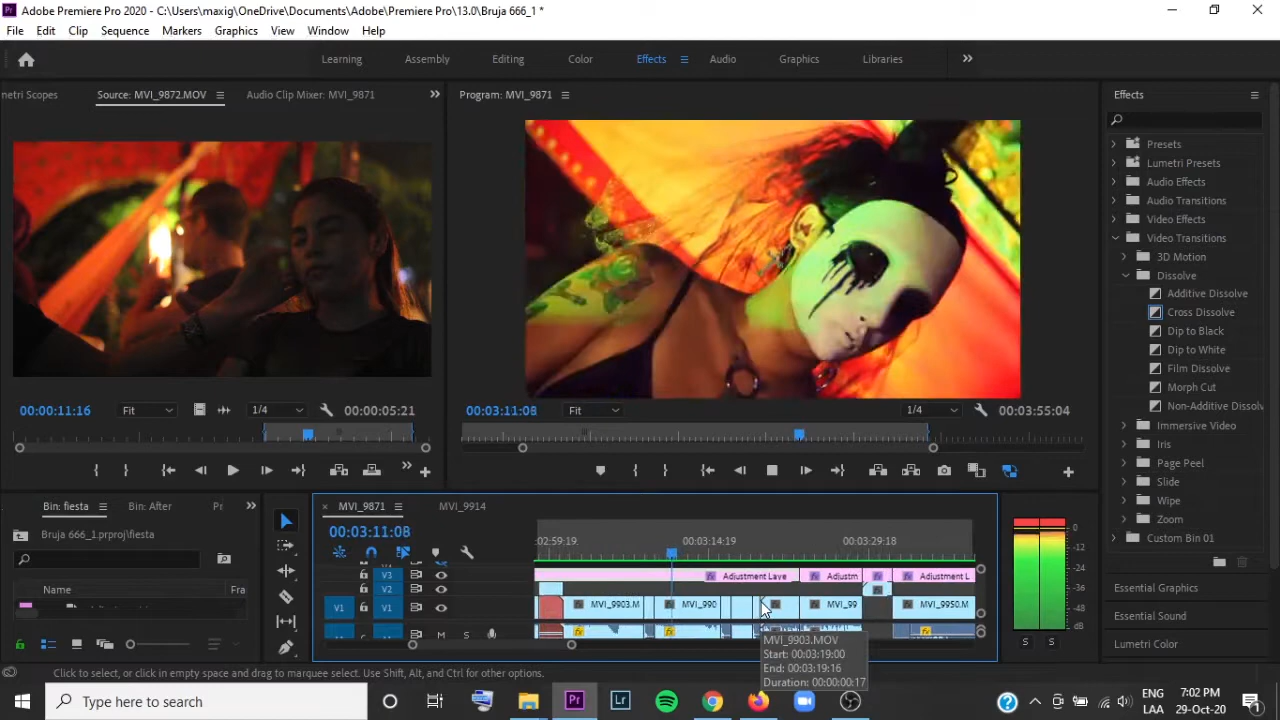 Adobe Premiere Pro 2020 - C:\Users\maxig\OneDrive\Documents\Adobe\Premiere Pro\13.0\Bruja 666_1 *
File Edit Clip Sequence Markers Graphics View Window Help
Learning Assembly Editing Color Effects Audio Graphics Libraries
netri Scopes Source: MVI_9872.MOV Audio Clip Mixer: MVI_9871 Program: MVI_9871 Effects
Presets
Lumetri Presets
Audio Effects
Audio Transitions
Video Effects
Video Transitions
3D Motion
Dissolve
Additive Dissolve
Cross Dissolve
Dip to Black
Dip to White
Film Dissolve
Morph Cut
Non-Additive Dissolv
Immersive Video
Iris
Page Peel
Slide
Wipe
Zoom
Custom Bin 01
Essential Graphics
Essential Sound
Lumetri Color
00:00:11:16 Fit 1/4 00:00:05:21
00:03:11:08 Fit 1/4 00:03:55:04
Bin: fiesta Bin: After Pr
Bruja 666_1.prproj\fiesta
Name Fra
MVI_9871 MVI_9914
00:03:11:08
:02:59:19 00:03:14:19 00:03:29:18
V3 Adjustment Laye Adjustm Adjustment L
V2
V1 V1 MVI_9903.M MVI_990 MVI_99 MVI_9950.M
M S
MVI_9903.MOV
Start: 00:03:19:00
End: 00:03:19:16
Duration: 00:00:00:17
0
-12
-24
-36
-48
dB
S S
Click to select, or click in empty space and drag to marquee select. Use Shift, Alt, and Ctrl for other options.
Type here to search
Pr
Lr
ENG
LAA
7:02 PM
29-Oct-20
1